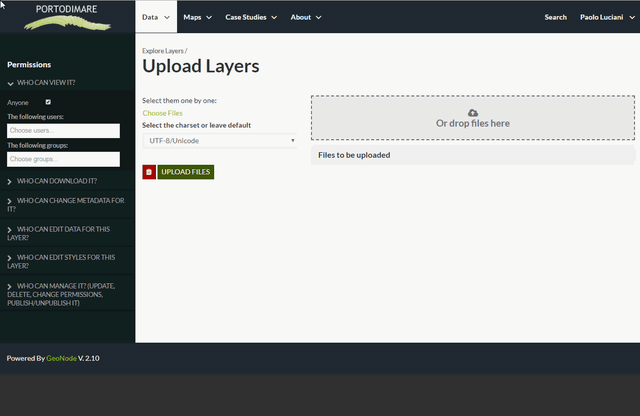 PORTODIMARE
Data Maps Case Studies About Search Paolo Luciani
Permissions
WHO CAN VIEW IT?
Anyone
The following users:
Choose users..
The following groups:
Choose groups..
WHO CAN DOWNLOAD IT?
WHO CAN CHANGE METADATA FOR
IT?
WHO CAN EDIT DATA FOR THIS
LAYER?
WHO CAN EDIT STYLES FOR THIS
LAYER?
WHO CAN MANAGE IT? (UPDATE,
DELETE, CHANGE PERMISSIONS,
PUBLISH/UNPUBLISH IT)
Explore Layers /
Upload Layers
Select them one by one:
Choose Files
Select the charset or leave default
UTF-8/Unicode
UPLOAD FILES
Or drop files here
Files to be uploaded
Powered By GeoNode V. 2.10